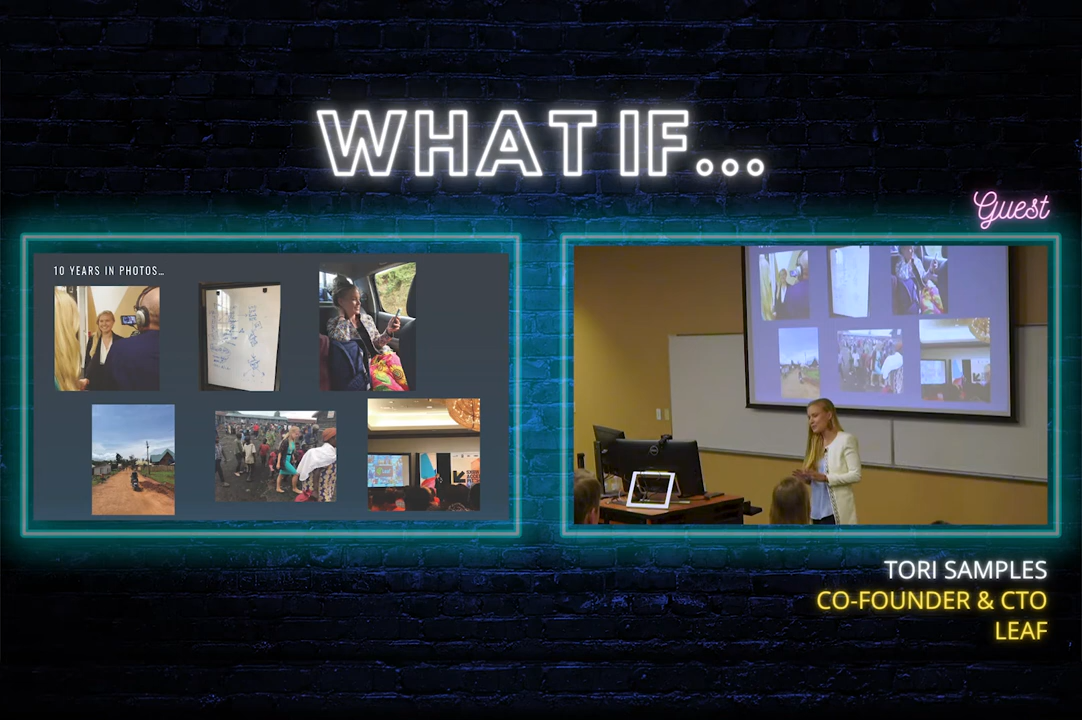 WHAT IF...
Guest
10 YEARS IN PHOTOS...
TORI SAMPLES
CO-FOUNDER & CTO
LEAF